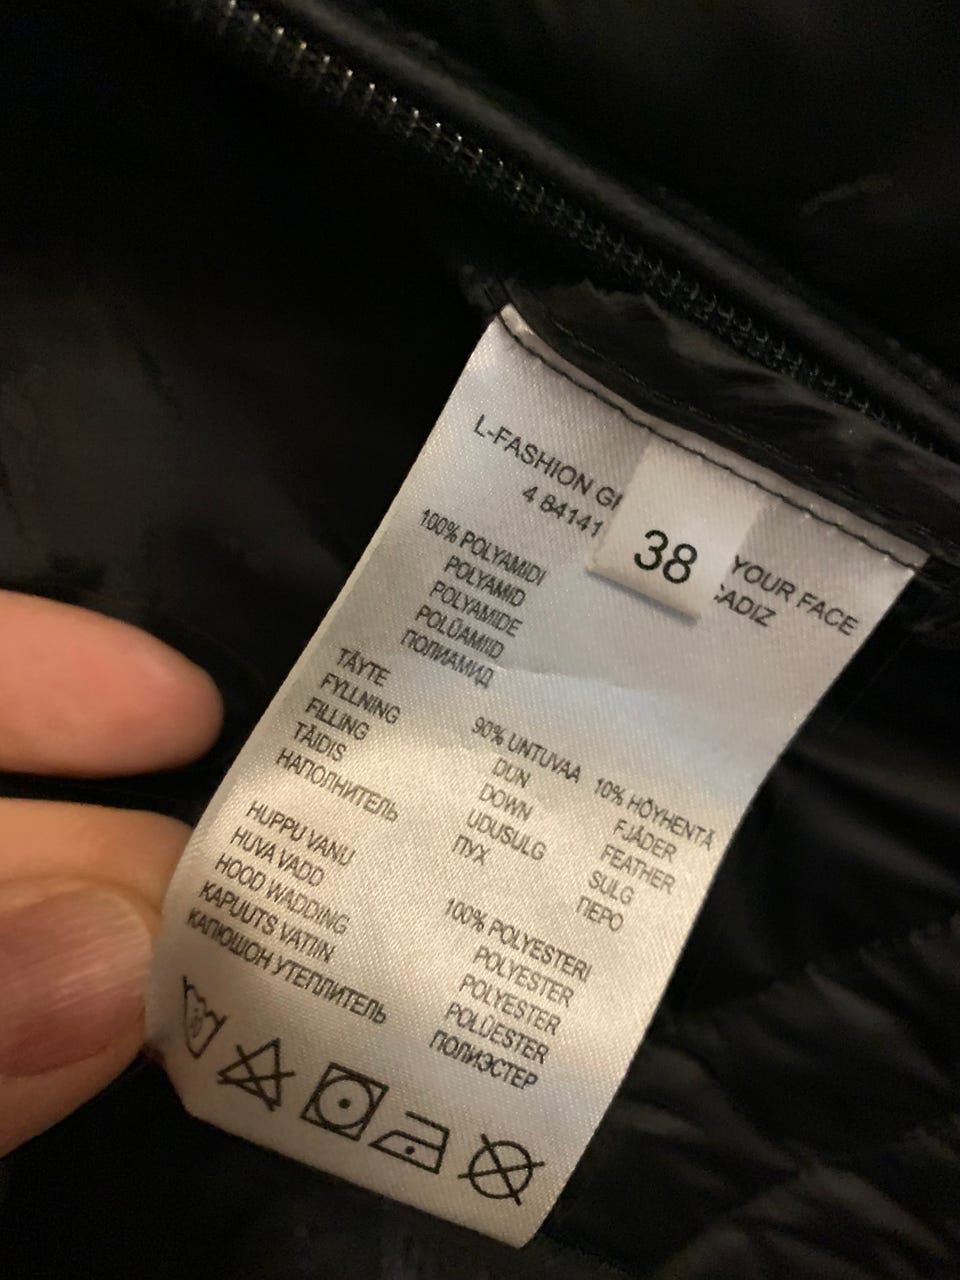 L-FASHION
4 84141
38
YOUR FACE
CADIZ
100% POLYAMIDI
POLYAMID
POLYAMIDE
POLÜAMIID
ПОЛИАМИД
TÄYTE
FYLLNING
FILLING
TÄIDIS
НАПОЛНИТЕЛЬ
90% UNTUVAA 10% HÖYHENTÄ
DUN FJÄDER
DOWN FEATHER
UDUSULG SULG
ПУХ ПЕРО
HUPPU VANU
HUVA VADD
HOOD WADDING
KAPUUTS VATIIN
КАПЮШОН УТЕПЛИТЕЛЬ
100% POLYESTERI
POLYESTER
POLYESTER
POLÜESTER
ПОЛИЭСТЕР